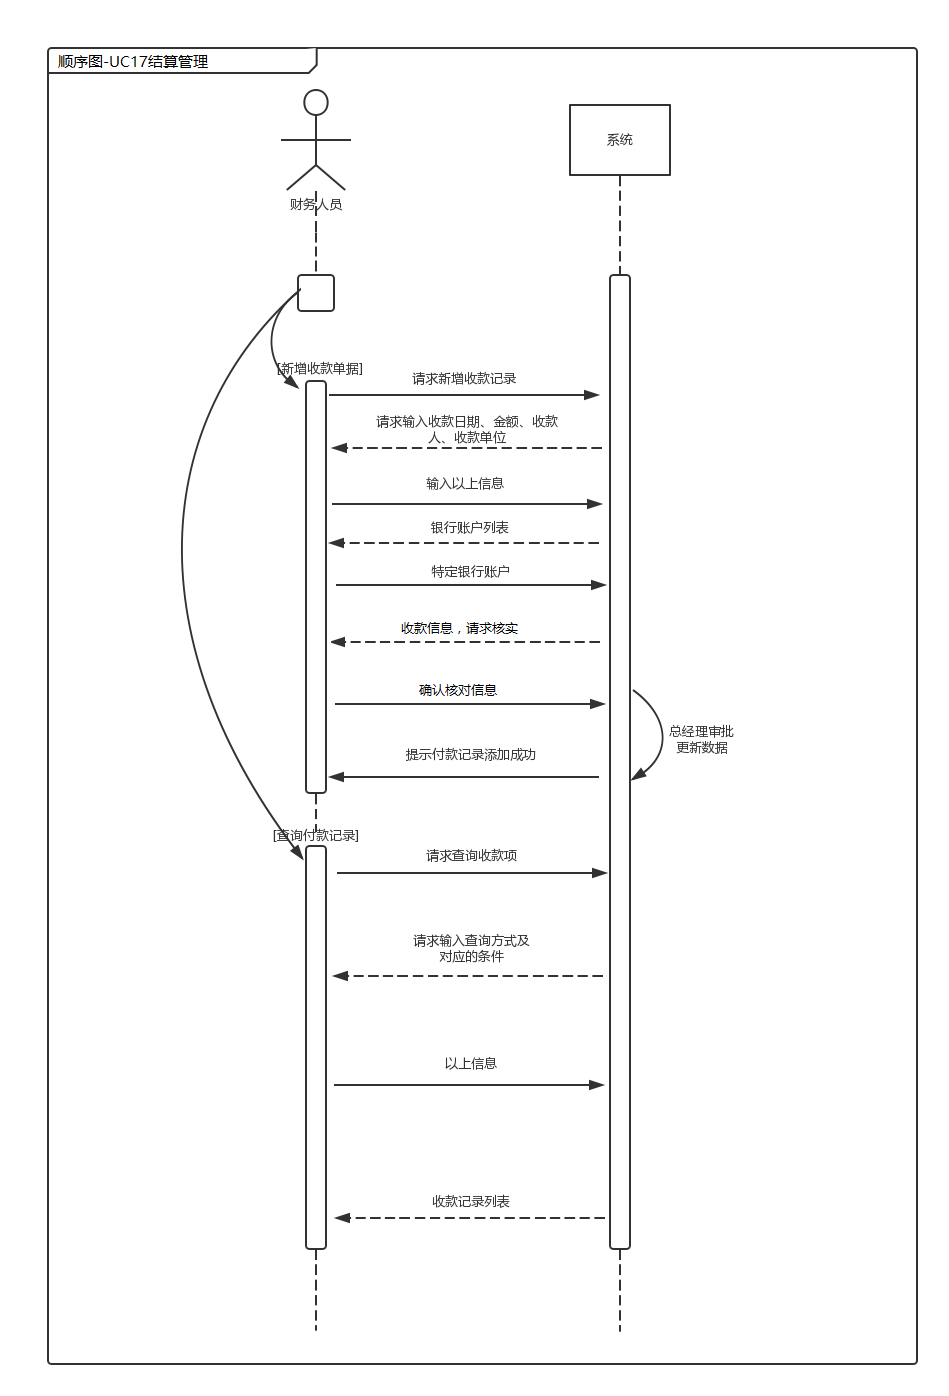 顺序图-UC17结算管理
系统
财务人员
[新增收款单据]
请求新增收款记录
请求输入收款日期、金额、收款
人、收款单位
输入以上信息
银行账户列表
特定银行账户
收款信息，请求核实
确认核对信息
总经理审批
更新数据
提示付款记录添加成功
[查询付款记录]
请求查询收款项
请求输入查询方式及
对应的条件
以上信息
收款记录列表